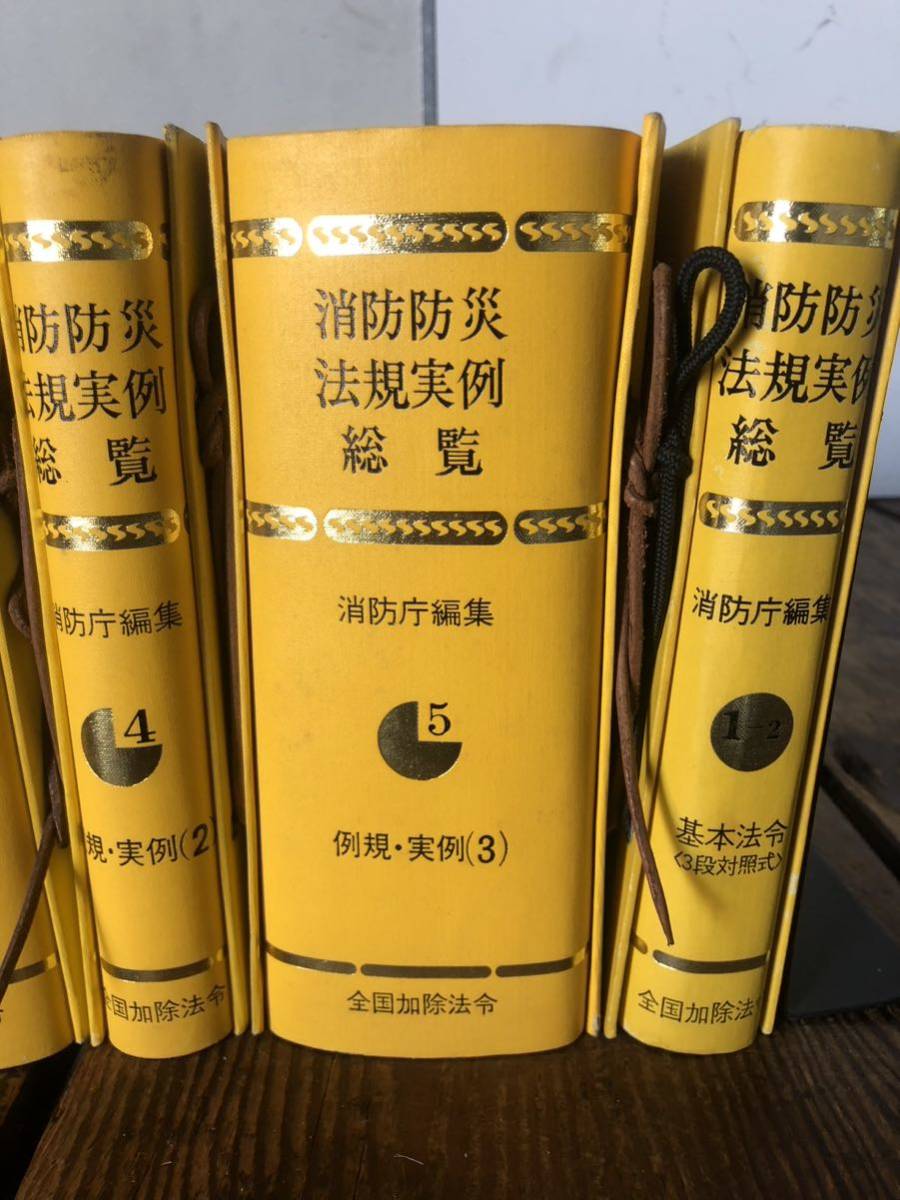 消防防災
法規実例
総覧
消防庁編集
4
規・実例(2)
全国加除法令
消防防災
法規実例
総覧
消防庁編集
5
例規・実例(3)
全国加除法令
消防防災
法規実例
総覧
消防庁編集
1-2
基本法令
〈3段対照式〉
全国加除法令